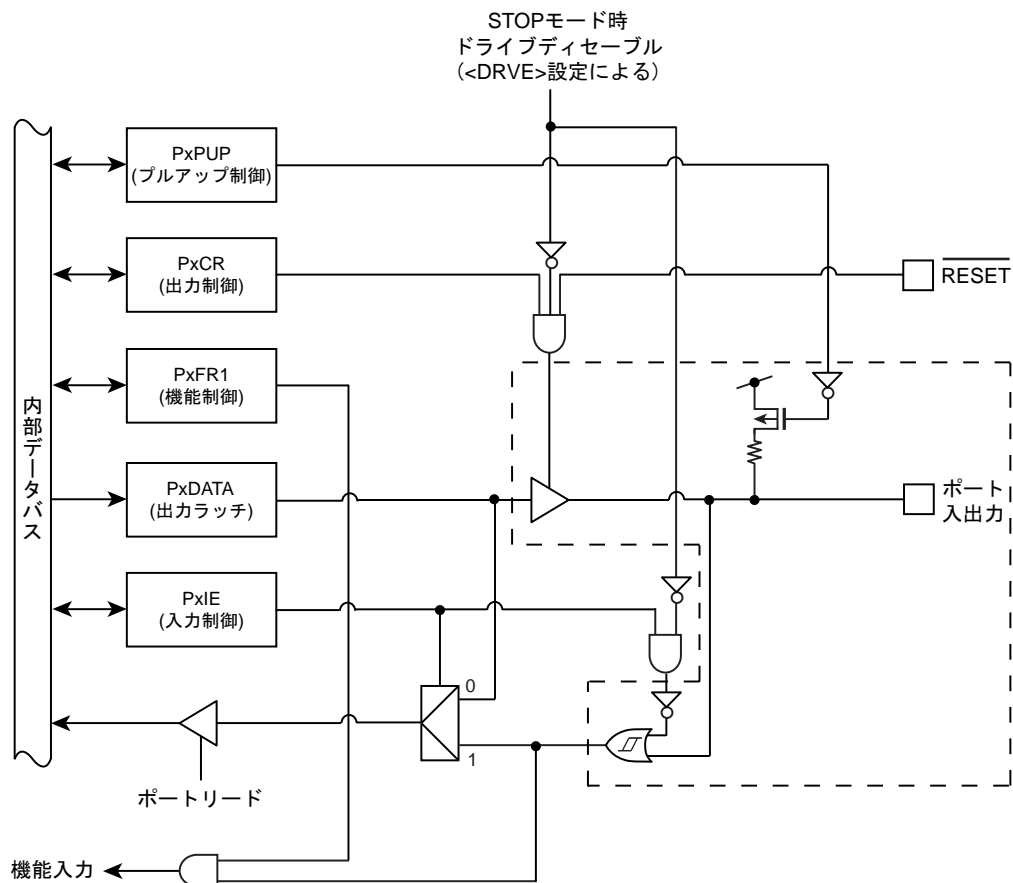 STOPモード時
ドライブディセーブル
(<DRVE>設定による)
PxPUP
(プルアップ制御)
PxCR
(出力制御)
RESET
PxFR1
(機能制御)
内部データバス
PxDATA
(出力ラッチ)
ポート
入出力
PxIE
(入力制御)
0
1
ポートリード
機能入力